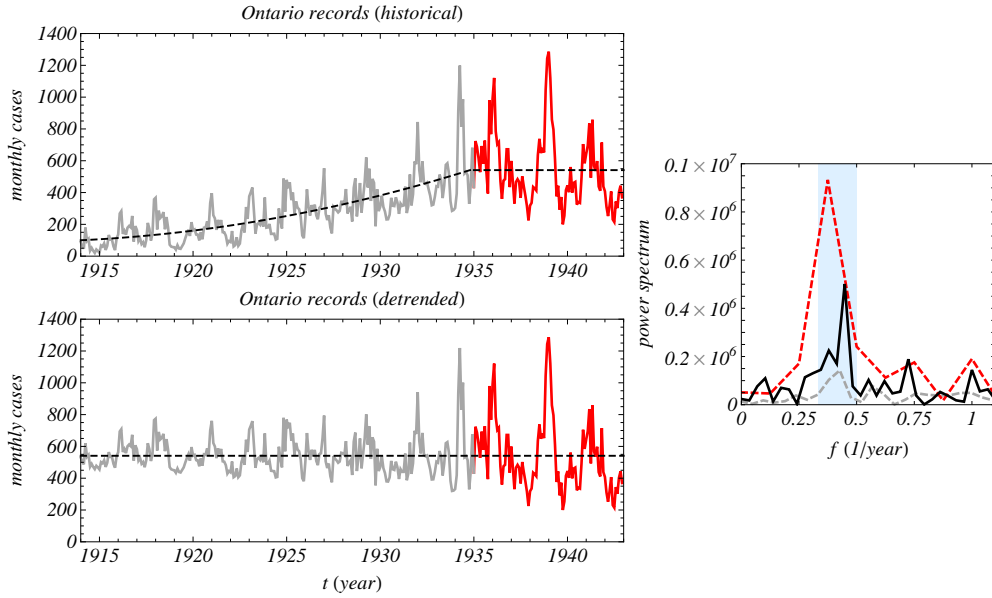 Ontario records (historical)
monthly cases
1400
1200
1000
800
600
400
200
0
1915 1920 1925 1930 1935 1940
Ontario records (detrended)
monthly cases
1400
1200
1000
800
600
400
200
0
1915 1920 1925 1930 1935 1940
t (year)
power spectrum
0.1 × 10⁷
0.8 × 10⁶
0.6 × 10⁶
0.4 × 10⁶
0.2 × 10⁶
0
0 0.25 0.5 0.75 1
f (1/year)